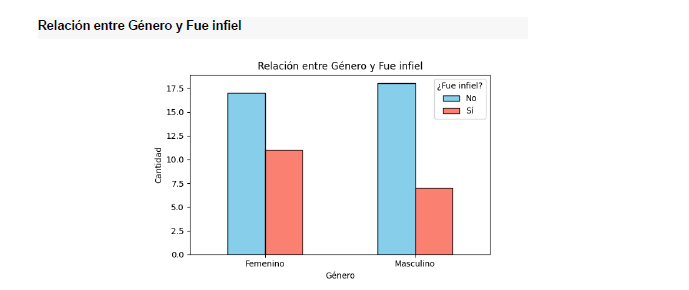 Relación entre Género y Fue infiel
Relación entre Género y Fue infiel
¿Fue infiel?
No
Sí
17.5
15.0
12.5
10.0
7.5
5.0
2.5
0.0
Cantidad
Femenino
Masculino
Género